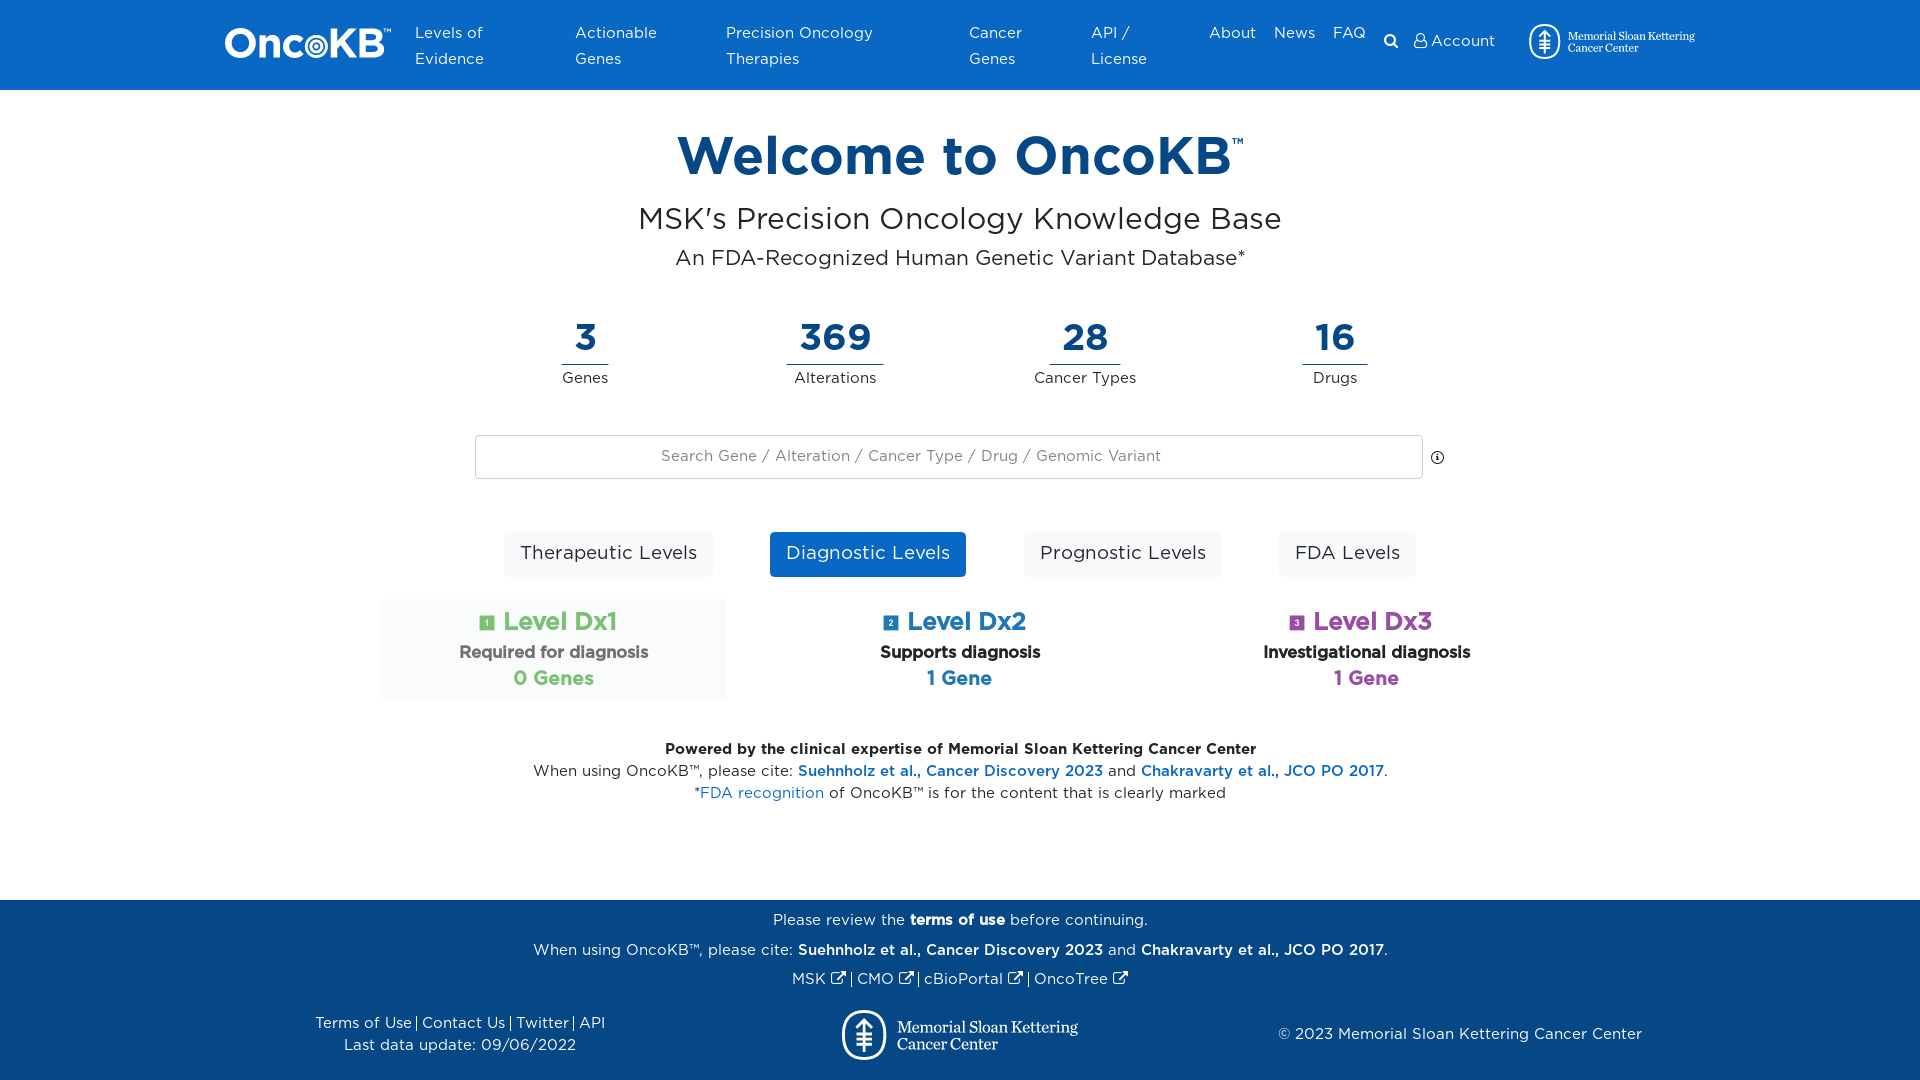 OncoKB™
Levels of Evidence
Actionable Genes
Precision Oncology Therapies
Cancer Genes
API / License
About
News
FAQ
Account
Memorial Sloan Kettering
Cancer Center
Welcome to OncoKB™
MSK's Precision Oncology Knowledge Base
An FDA-Recognized Human Genetic Variant Database*
3
Genes
369
Alterations
28
Cancer Types
16
Drugs
Search Gene / Alteration / Cancer Type / Drug / Genomic Variant
Therapeutic Levels
Diagnostic Levels
Prognostic Levels
FDA Levels
1 Level Dx1
Required for diagnosis
0 Genes
2 Level Dx2
Supports diagnosis
1 Gene
3 Level Dx3
Investigational diagnosis
1 Gene
Powered by the clinical expertise of Memorial Sloan Kettering Cancer Center
When using OncoKB™, please cite: Suehnholz et al., Cancer Discovery 2023 and Chakravarty et al., JCO PO 2017.
*FDA recognition of OncoKB™ is for the content that is clearly marked
Please review the terms of use before continuing.
When using OncoKB™, please cite: Suehnholz et al., Cancer Discovery 2023 and Chakravarty et al., JCO PO 2017.
MSK | CMO | cBioPortal | OncoTree
Terms of Use | Contact Us | Twitter | API
Last data update: 09/06/2022
Memorial Sloan Kettering
Cancer Center
© 2023 Memorial Sloan Kettering Cancer Center